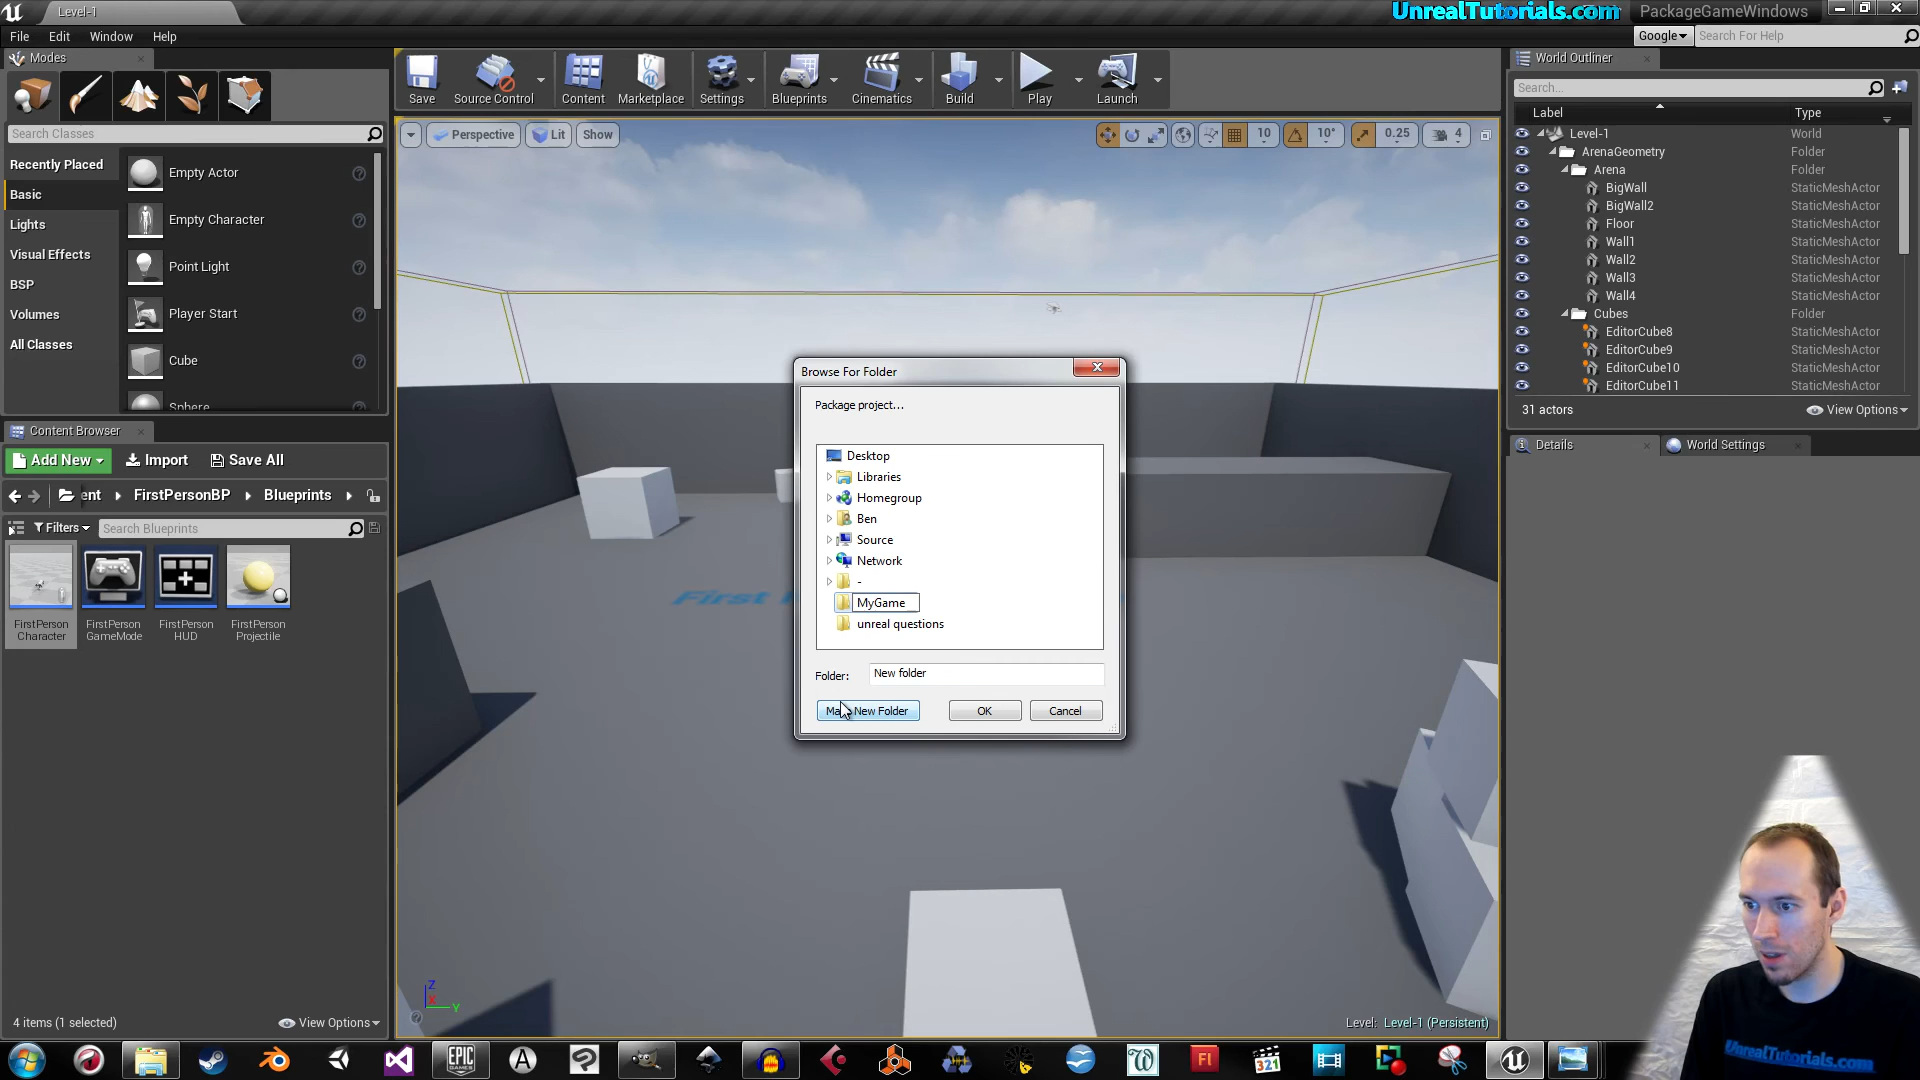 Level-1
UnrealTutorials.com
PackageGameWindows
File Edit Window Help
Google
Search For Help
Modes
Search Classes
Recently Placed
Basic
Lights
Visual Effects
BSP
Volumes
All Classes
Empty Actor
Empty Character
Point Light
Player Start
Cube
Sphere
Save
Source Control
Content
Marketplace
Settings
Blueprints
Cinematics
Build
Play
Launch
Perspective
Lit
Show
10
10°
0.25
4
World Outliner
Search...
Label Type
Level-1 World
ArenaGeometry Folder
Arena Folder
BigWall StaticMeshActor
BigWall2 StaticMeshActor
Floor StaticMeshActor
Wall1 StaticMeshActor
Wall2 StaticMeshActor
Wall3 StaticMeshActor
Wall4 StaticMeshActor
Cubes Folder
EditorCube8 StaticMeshActor
EditorCube9 StaticMeshActor
EditorCube10 StaticMeshActor
EditorCube11 StaticMeshActor
31 actors
View Options
Details
World Settings
Content Browser
Add New
Import
Save All
ent
FirstPersonBP
Blueprints
Filters
Search Blueprints
FirstPerson
Character
FirstPerson
GameMode
FirstPerson
HUD
FirstPerson
Projectile
4 items (1 selected)
View Options
Browse For Folder
Package project...
Desktop
Libraries
Homegroup
Ben
Source
Network
-
MyGame
unreal questions
Folder: New folder
New Folder
OK
Cancel
First
Z
X
Y
Level: Level-1 (Persistent)
EPIC
GAMES
321
UnrealTutorials.com